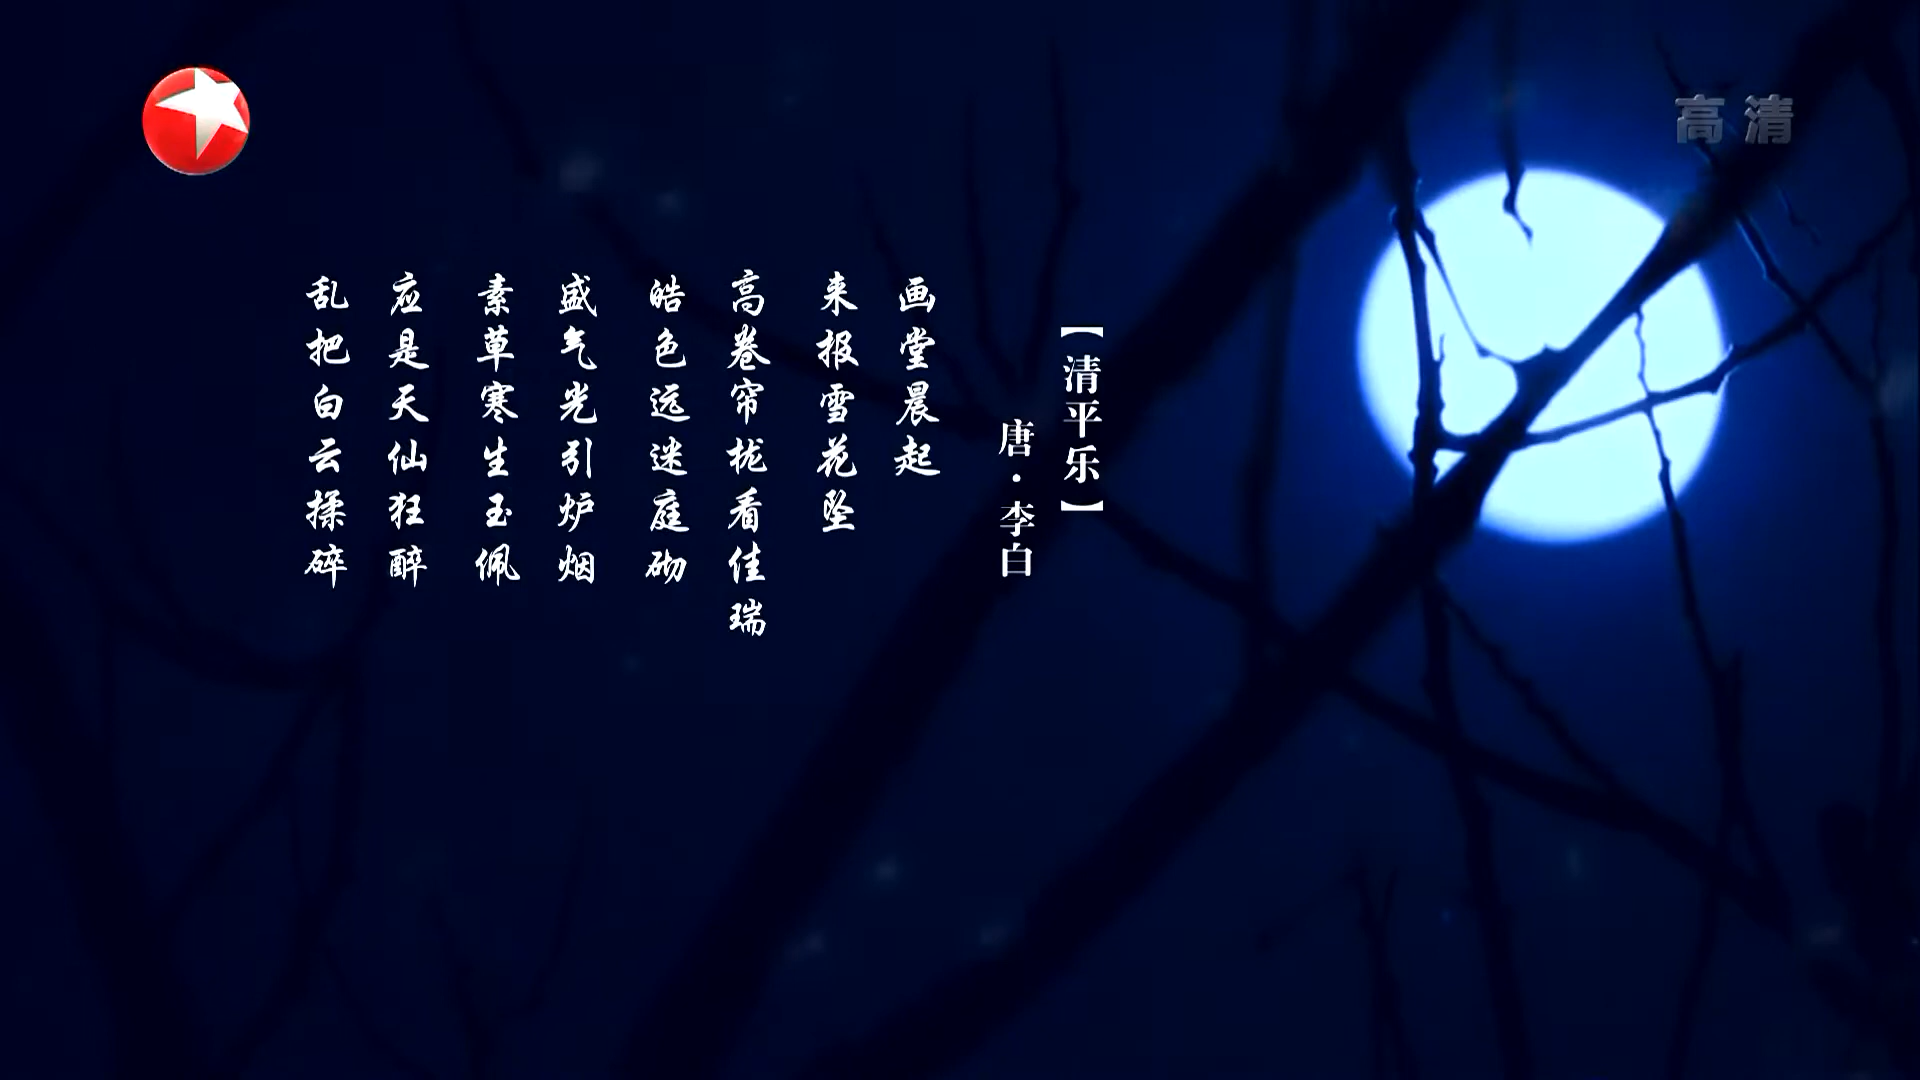 高清
【清平乐】
唐·李白
画堂晨起
来报雪花坠
高卷帘栊看佳瑞
皓色远迷庭砌
盛气光引炉烟
素草寒生玉佩
应是天仙狂醉
乱把白云揉碎